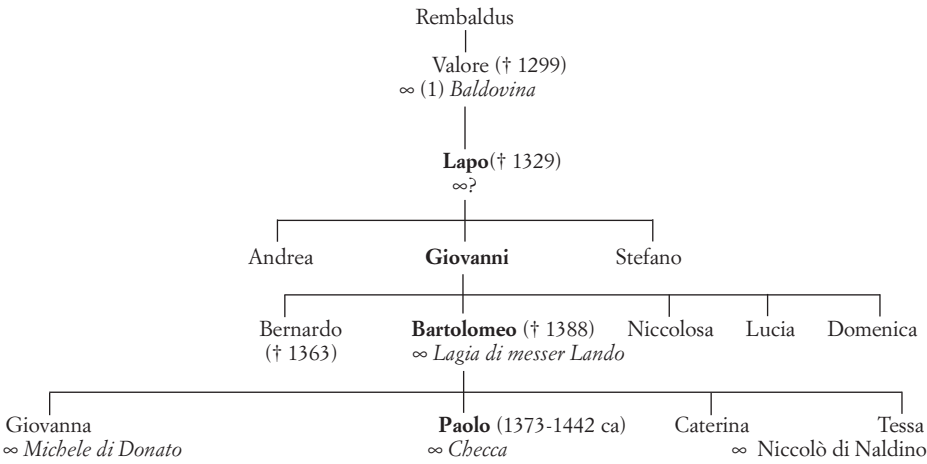 Rembaldus
Valore († 1299)
∞ (1) Baldovina
Lapo(† 1329)
∞?
Andrea Giovanni Stefano
Bernardo Bartolomeo († 1388) Niccolosa Lucia Domenica
(† 1363) ∞ Lagia di messer Lando
Giovanna Paolo (1373-1442 ca) Caterina Tessa
∞ Michele di Donato ∞ Checca ∞ Niccolò di Naldino